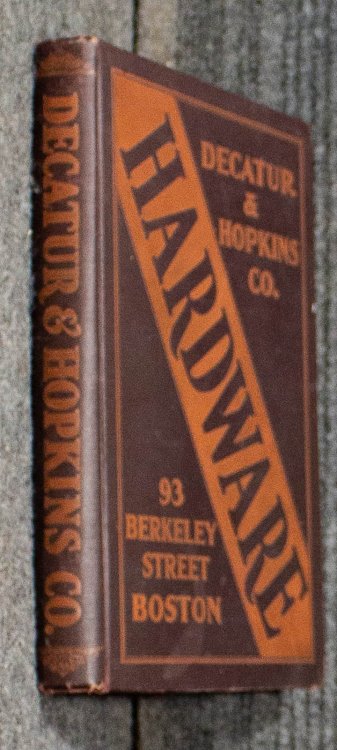 DECATUR & HOPKINS CO.
DECATUR
&
HOPKINS
CO.
HARDWARE
93
BERKELEY
STREET
BOSTON